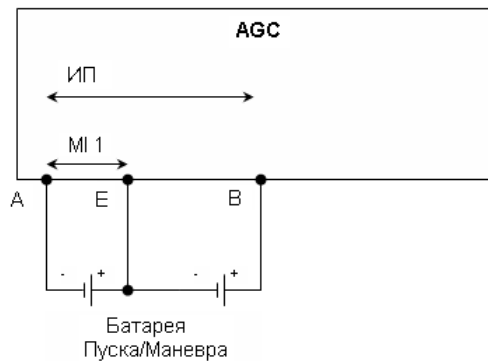 AGC
ИП
MI 1
A
E
B
- +
- +
Батарея
Пуска/Маневра